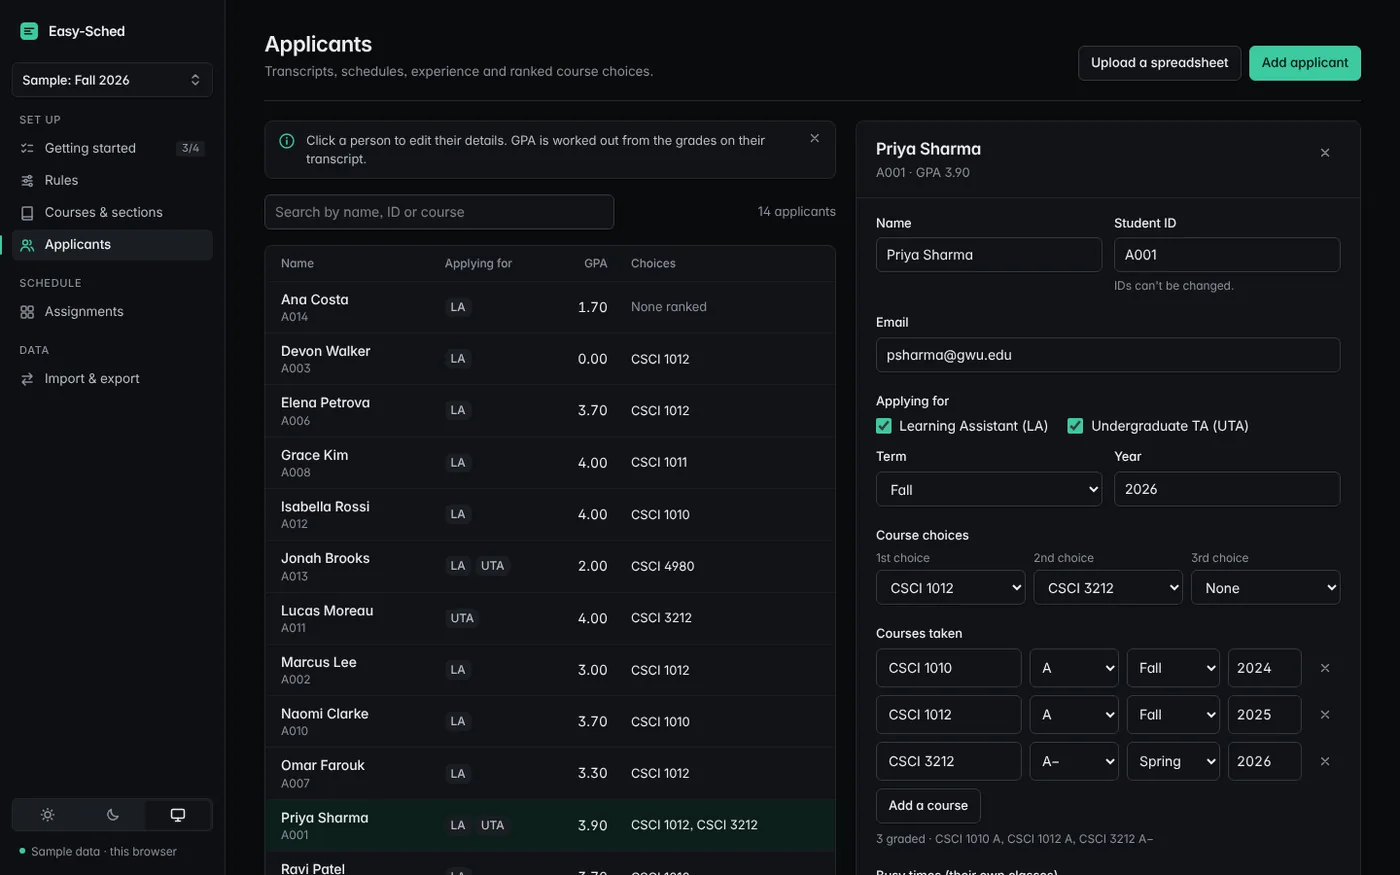 Easy-Sched
Sample: Fall 2026
SET UP
Getting started 3/4
Rules
Courses & sections
Applicants
SCHEDULE
Assignments
DATA
Import & export
Sample data · this browser
Applicants
Transcripts, schedules, experience and ranked course choices.
Upload a spreadsheet
Add applicant
Click a person to edit their details. GPA is worked out from the grades on their
transcript.
Search by name, ID or course
14 applicants
Name Applying for GPA Choices
Ana Costa
A014
LA 1.70 None ranked
Devon Walker
A003
LA 0.00 CSCI 1012
Elena Petrova
A006
LA 3.70 CSCI 1012
Grace Kim
A008
LA 4.00 CSCI 1011
Isabella Rossi
A012
LA 4.00 CSCI 1010
Jonah Brooks
A013
LA UTA 2.00 CSCI 4980
Lucas Moreau
A011
UTA 4.00 CSCI 3212
Marcus Lee
A002
LA 3.00 CSCI 1012
Naomi Clarke
A010
LA 3.70 CSCI 1010
Omar Farouk
A007
LA 3.30 CSCI 1012
Priya Sharma
A001
LA UTA 3.90 CSCI 1012, CSCI 3212
Ravi Patel
Priya Sharma
A001 · GPA 3.90
Name Student ID
Priya Sharma A001
IDs can't be changed.
Email
psharma@gwu.edu
Applying for
Learning Assistant (LA) Undergraduate TA (UTA)
Term Year
Fall 2026
Course choices
1st choice 2nd choice 3rd choice
CSCI 1012 CSCI 3212 None
Courses taken
CSCI 1010 A Fall 2024
CSCI 1012 A Fall 2025
CSCI 3212 A– Spring 2026
Add a course
3 graded · CSCI 1010 A, CSCI 1012 A, CSCI 3212 A–
Busy times (their own classes)